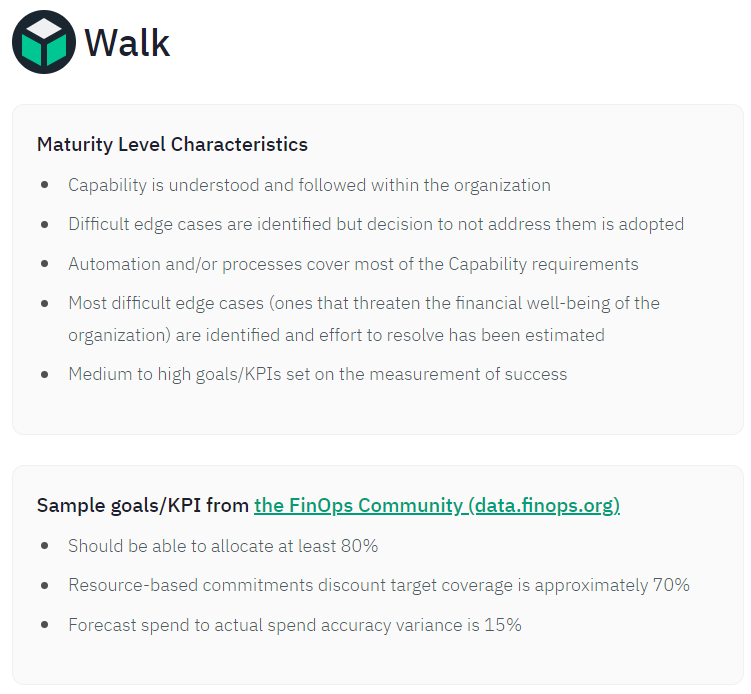 Walk
Maturity Level Characteristics
Capability is understood and followed within the organization
Difficult edge cases are identified but decision to not address them is adopted
Automation and/or processes cover most of the Capability requirements
Most difficult edge cases (ones that threaten the financial well-being of the
organization) are identified and effort to resolve has been estimated
Medium to high goals/KPIs set on the measurement of success
Sample goals/KPI from the FinOps Community (data.finops.org)
Should be able to allocate at least 80%
Resource-based commitments discount target coverage is approximately 70%
Forecast spend to actual spend accuracy variance is 15%